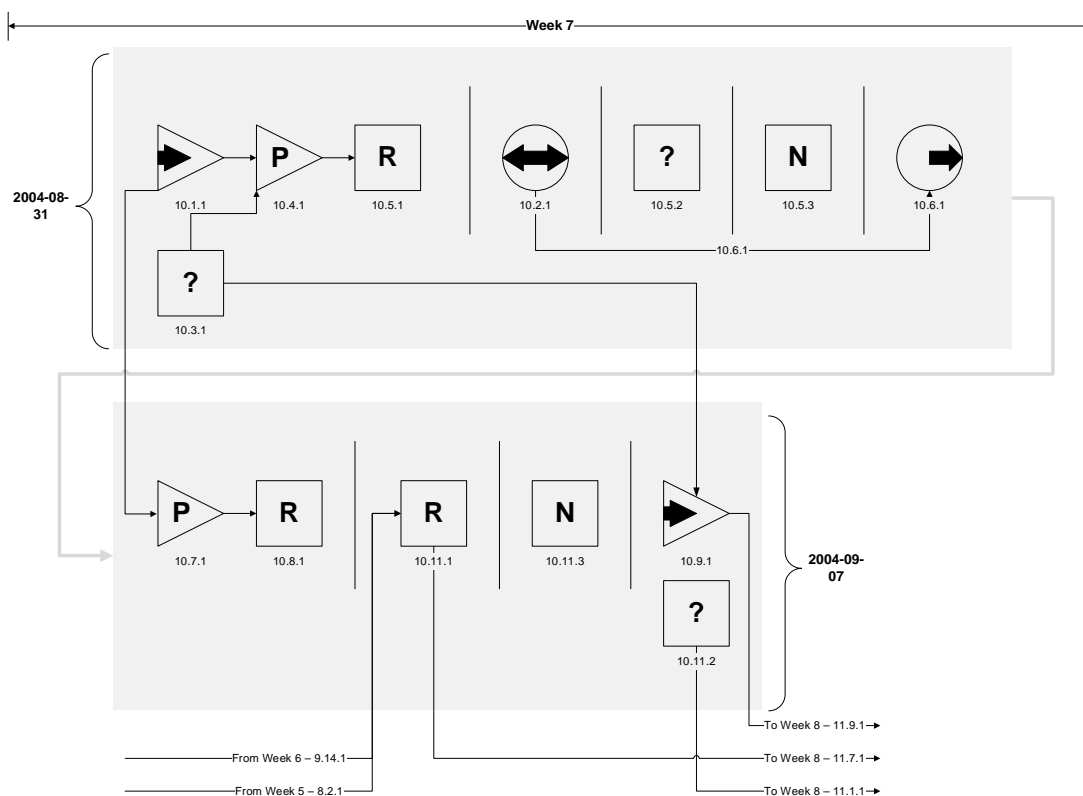 Week 7
2004-08-
31
P
R
?
N
10.1.1
10.4.1
10.5.1
10.2.1
10.5.2
10.5.3
10.6.1
10.6.1
?
10.3.1
P
R
R
N
10.7.1
10.8.1
10.11.1
10.11.3
10.9.1
2004-09-
07
?
10.11.2
To Week 8 – 11.9.1
From Week 6 – 9.14.1
To Week 8 – 11.7.1
From Week 5 – 8.2.1
To Week 8 – 11.1.1